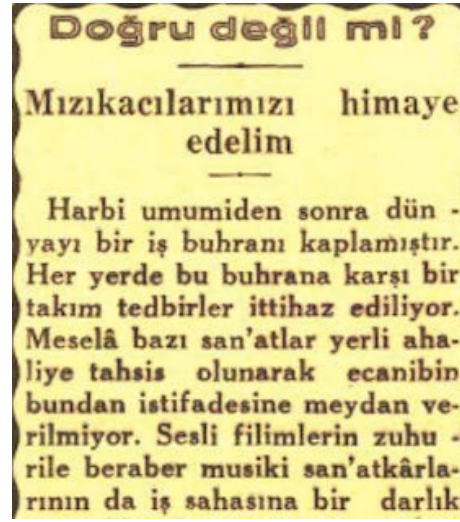 Doğru değil mi?
Mızıkacılarımızı himaye
edelim
Harbi umumiden sonra dün -
yayı bir iş buhranı kaplamıştır.
Her yerde bu buhrana karşı bir
takım tedbirler ittihaz ediliyor.
Meselâ bazı san'atlar yerli aha-
liye tahsis olunarak ecanibin
bundan istifadesine meydan ve-
rilmiyor. Sesli filimlerin zuhu -
rile beraber musiki san'atkârla-
rının da iş sahasına bir darlık